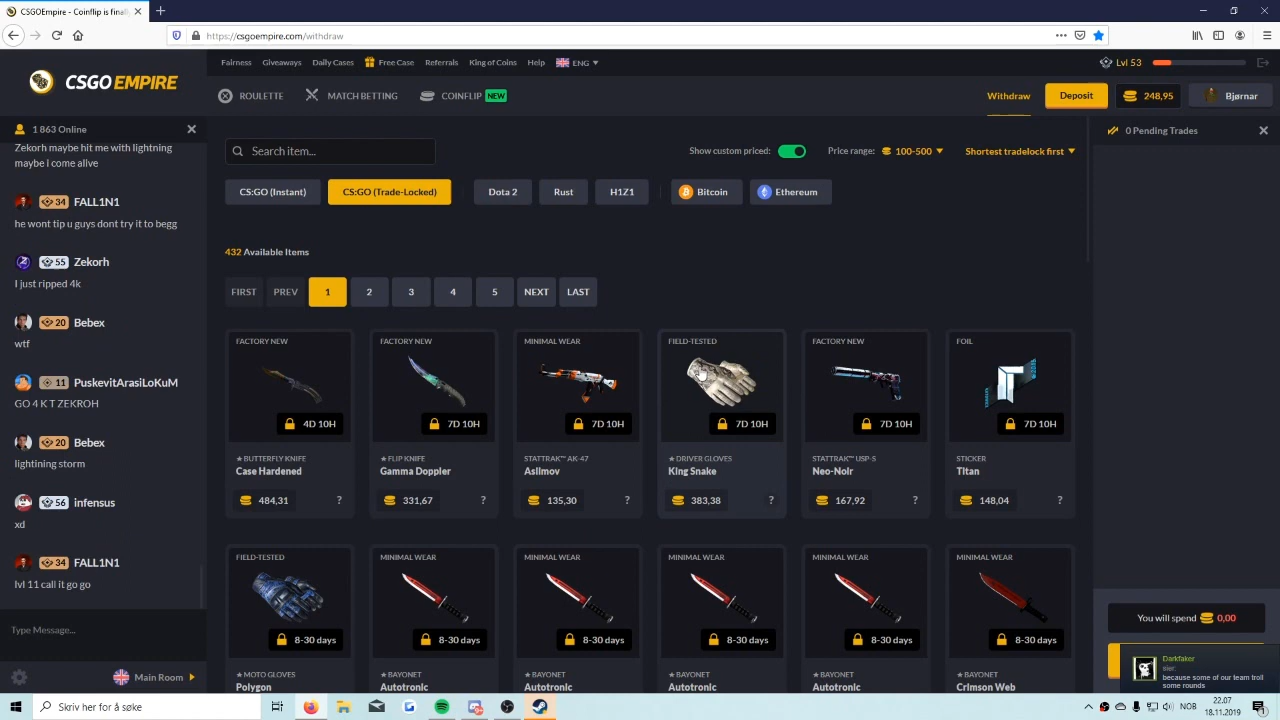 CSGOEmpire - Coinflip is finally
https://csgoempire.com/withdraw
CSGOEMPIRE
Fairness Giveaways Daily Cases Free Case Referrals King of Coins Help ENG
Lvl 53
ROULETTE MATCH BETTING COINFLIP NEW
Withdraw Deposit 248,95 Bjørnar
1 863 Online
Zekorh maybe hit me with lightning
maybe I come alive
34 FALL1N1
he wont tip u guys dont try it to begg
55 Zekorh
I just ripped 4k
20 Bebex
wtf
11 PuskevitArasiLoKuM
GO 4 K T ZEKROH
20 Bebex
lightining storm
56 infensus
xd
34 FALL1N1
lvl 11 call it go go
Type Message...
Main Room
Search item...
Show custom priced:
Price range: 100-500
Shortest tradelock first
CS:GO (Instant) CS:GO (Trade-Locked) Dota 2 Rust H1Z1 Bitcoin Ethereum
432 Available Items
FIRST PREV 1 2 3 4 5 NEXT LAST
FACTORY NEW
4D 10H
★ BUTTERFLY KNIFE
Case Hardened
484,31 ?
FACTORY NEW
7D 10H
★ FLIP KNIFE
Gamma Doppler
331,67 ?
MINIMAL WEAR
7D 10H
STATTRAK™ AK-47
Asiimov
135,30 ?
FIELD-TESTED
7D 10H
★ DRIVER GLOVES
King Snake
383,38 ?
FACTORY NEW
7D 10H
STATTRAK™ USP-S
Neo-Noir
167,92 ?
FOIL
7D 10H
STICKER
Titan
148,04 ?
FIELD-TESTED
8-30 days
★ MOTO GLOVES
Polygon
MINIMAL WEAR
8-30 days
★ BAYONET
Autotronic
MINIMAL WEAR
8-30 days
★ BAYONET
Autotronic
MINIMAL WEAR
8-30 days
★ BAYONET
Autotronic
MINIMAL WEAR
8-30 days
★ BAYONET
Autotronic
MINIMAL WEAR
8-30 days
★ BAYONET
Crimson Web
0 Pending Trades
You will spend 0,00
Darkfaker
sier:
because some of our team troll
some rounds
Skriv her for å søke
NOB
22.07
18.11.2019
1